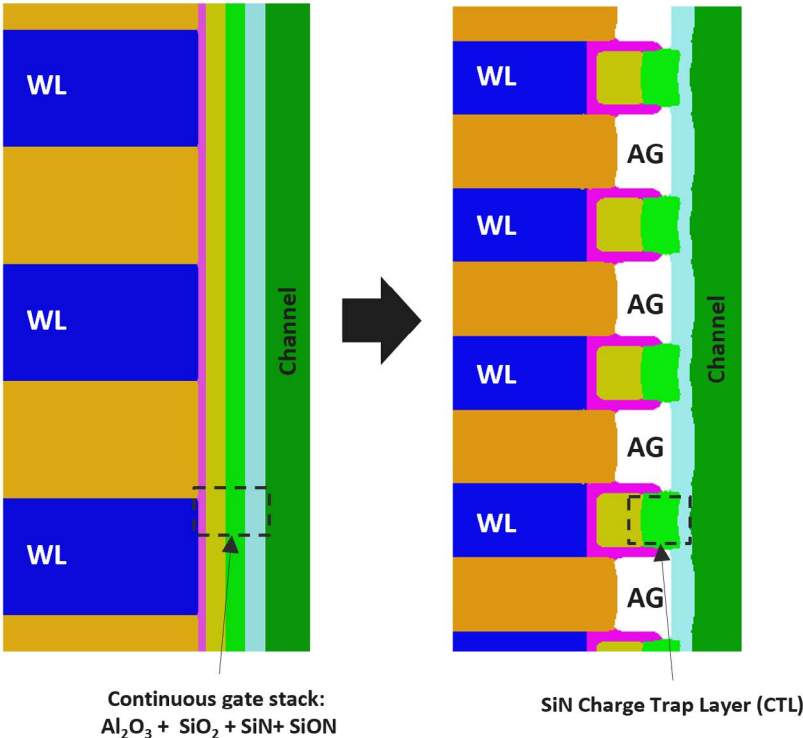 WL
WL
WL
Channel
Continuous gate stack:
Al₂O₃ + SiO₂ + SiN+ SiON
WL
AG
WL
AG
WL
AG
WL
AG
Channel
SiN Charge Trap Layer (CTL)